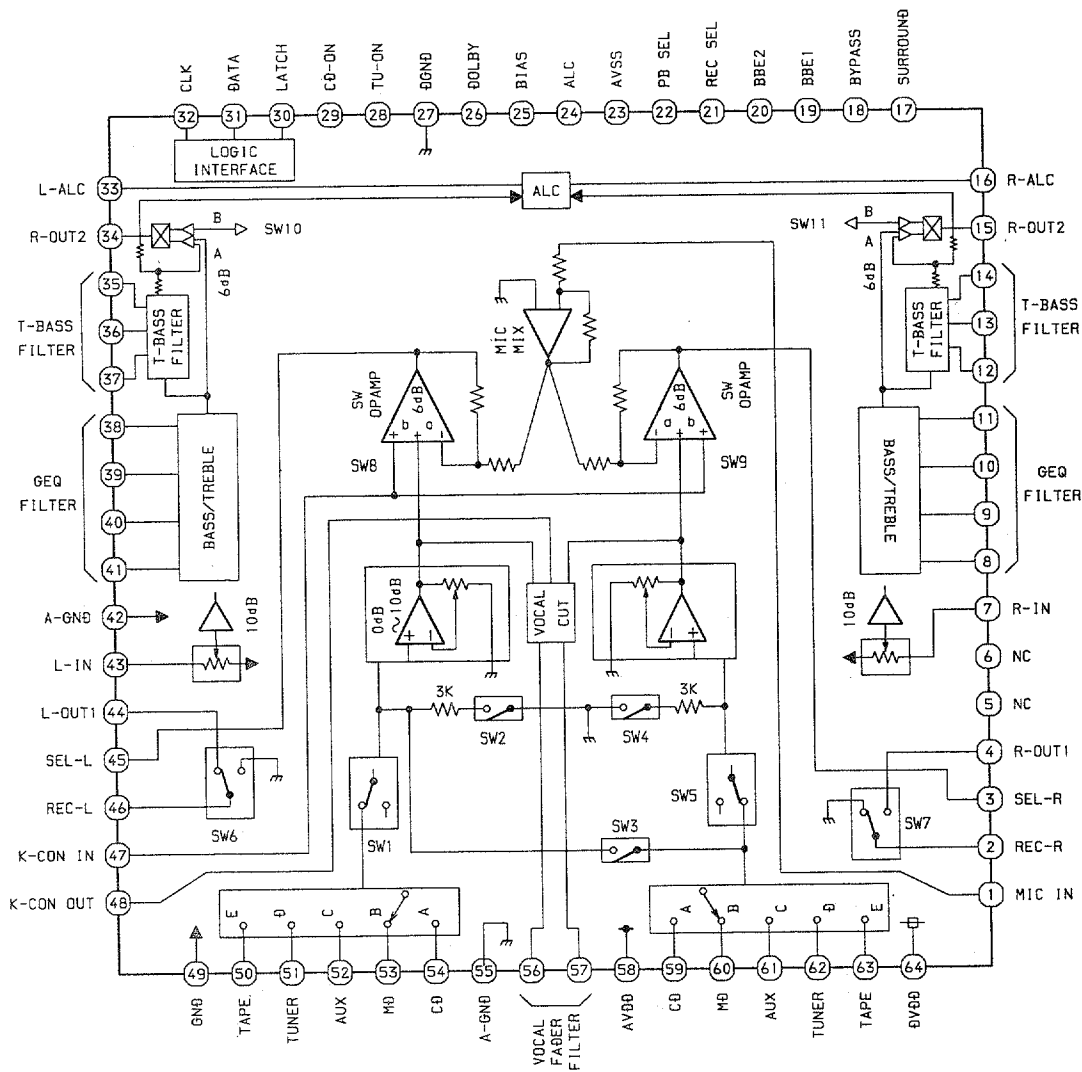 CLK
DATA
LATCH
CD-ON
TU-ON
DGND
DOLBY
BIAS
ALC
AVSS
PB SEL
REC SEL
BBE2
BBE1
BYPASS
SURROUND
32
31
30
29
28
27
26
25
24
23
22
21
20
19
18
17
LOGIC
INTERFACE
L-ALC
33
ALC
16
R-ALC
R-OUT2
34
B
A
SW10
6dB
SW11
B
A
6dB
15
R-OUT2
T-BASS
FILTER
35
36
37
T-BASS
FILTER
MIC
MIX
T-BASS
FILTER
14
13
12
T-BASS
FILTER
SW
OPAMP
6dB
+ b + a -
SW8
6dB
- a + b +
SW9
SW
OPAMP
GEQ
FILTER
38
39
40
41
BASS/TREBLE
BASS/TREBLE
11
10
9
8
GEQ
FILTER
0dB
~10dB
+ -
VOCAL
CUT
- +
A-GND
42
10dB
10dB
7
R-IN
L-IN
43
6
NC
L-OUT1
44
3K
SW2
SW4
3K
5
NC
SEL-L
45
4
R-OUT1
REC-L
46
SW6
SW1
SW5
SW3
SW7
3
SEL-R
K-CON IN
47
2
REC-R
K-CON OUT
48
1
MIC IN
E
D
C
B
A
A
B
C
D
E
49
50
51
52
53
54
55
56
57
58
59
60
61
62
63
64
GND
TAPE.
TUNER
AUX
MD
CD
A-GND
VOCAL
FADER
FILTER
AVDD
CD
MD
AUX
TUNER
TAPE
DVDD